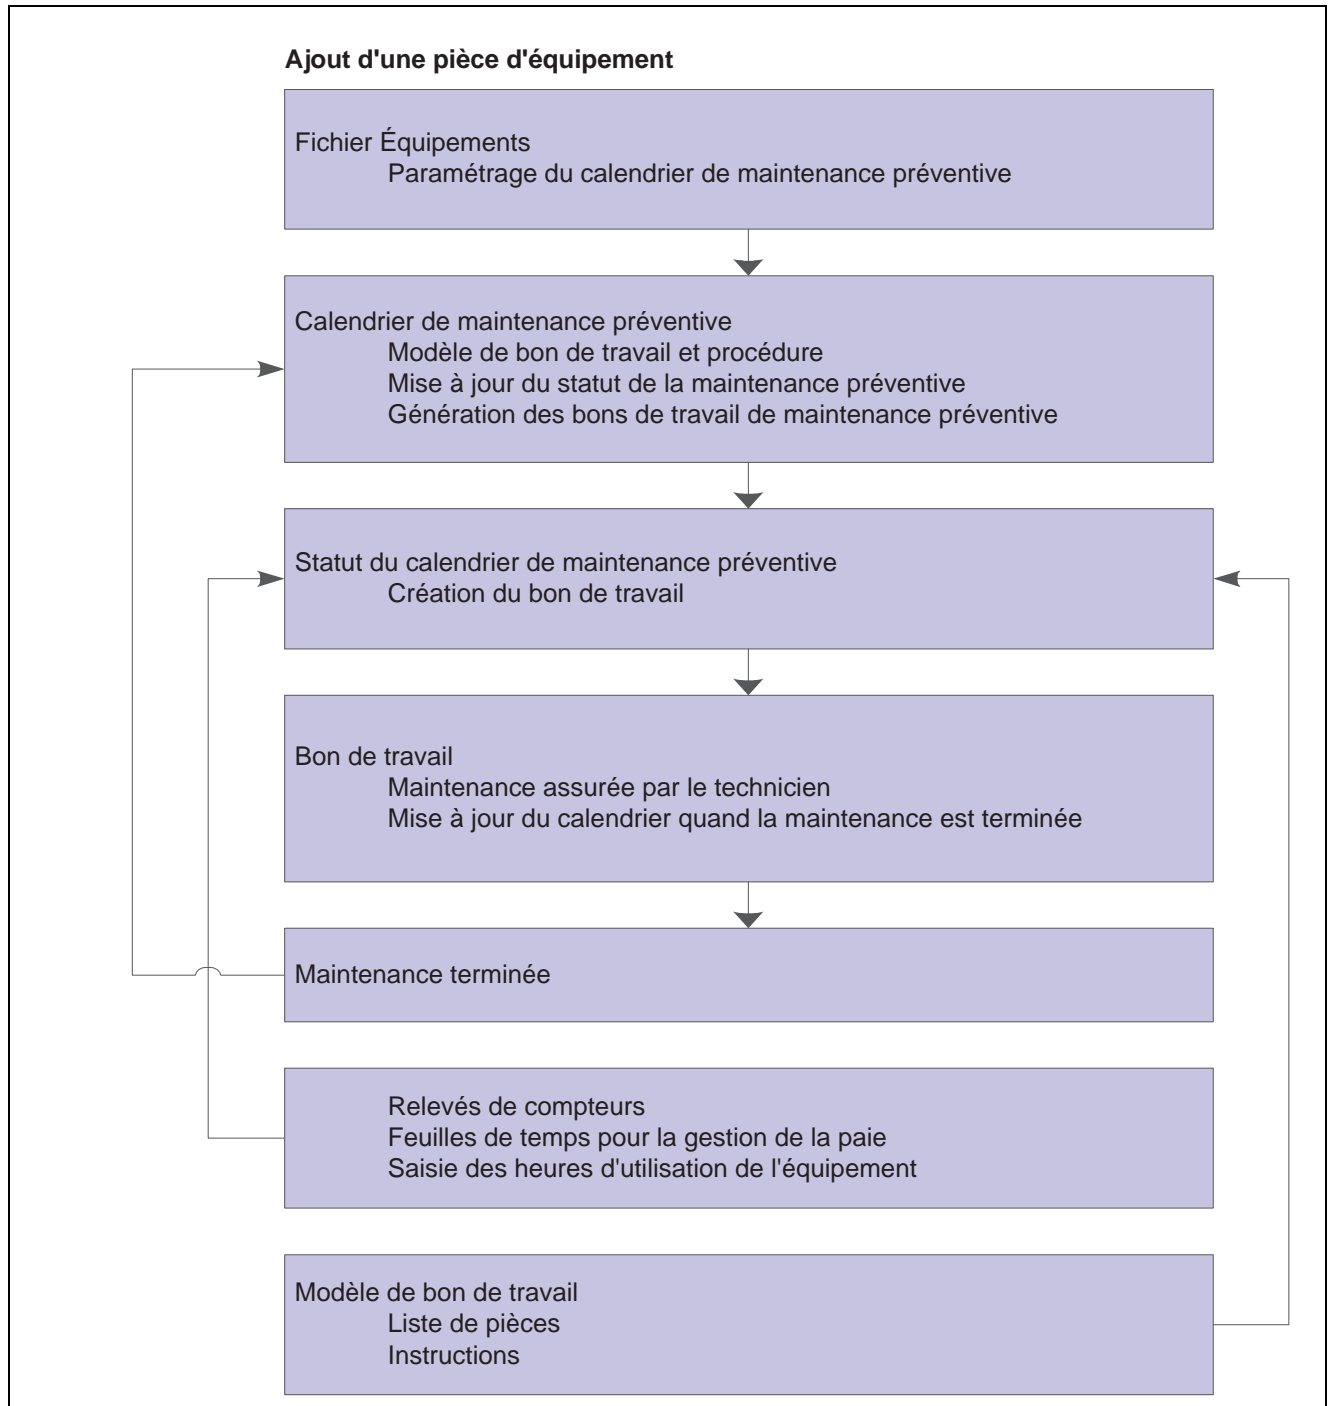 Ajout d'une pièce d'équipement
Fichier Équipements
Paramétrage du calendrier de maintenance préventive
Calendrier de maintenance préventive
Modèle de bon de travail et procédure
Mise à jour du statut de la maintenance préventive
Génération des bons de travail de maintenance préventive
Statut du calendrier de maintenance préventive
Création du bon de travail
Bon de travail
Maintenance assurée par le technicien
Mise à jour du calendrier quand la maintenance est terminée
Maintenance terminée
Relevés de compteurs
Feuilles de temps pour la gestion de la paie
Saisie des heures d'utilisation de l'équipement
Modèle de bon de travail
Liste de pièces
Instructions